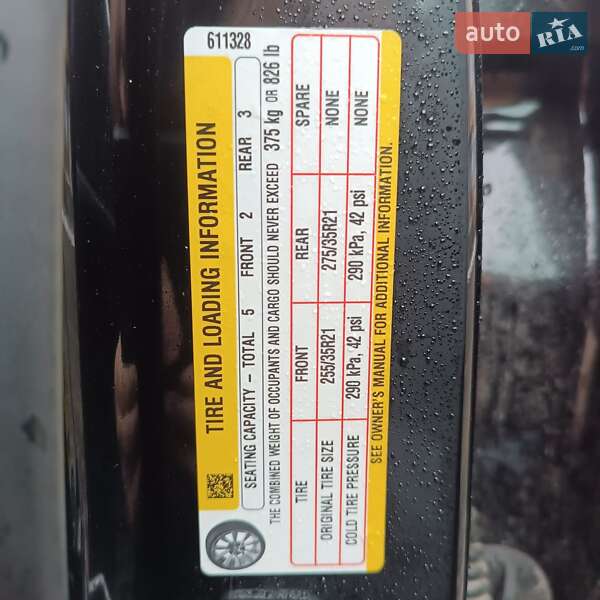 auto RIA.com
611328
TIRE AND LOADING INFORMATION
SEATING CAPACITY – TOTAL 5 FRONT 2 REAR 3
THE COMBINED WEIGHT OF OCCUPANTS AND CARGO SHOULD NEVER EXCEED 375 kg OR 826 lb
TIRE FRONT REAR SPARE
ORIGINAL TIRE SIZE 255/35R21 275/35R21 NONE
COLD TIRE PRESSURE 290 kPa, 42 psi 290 kPa, 42 psi NONE
SEE OWNER'S MANUAL FOR ADDITIONAL INFORMATION.